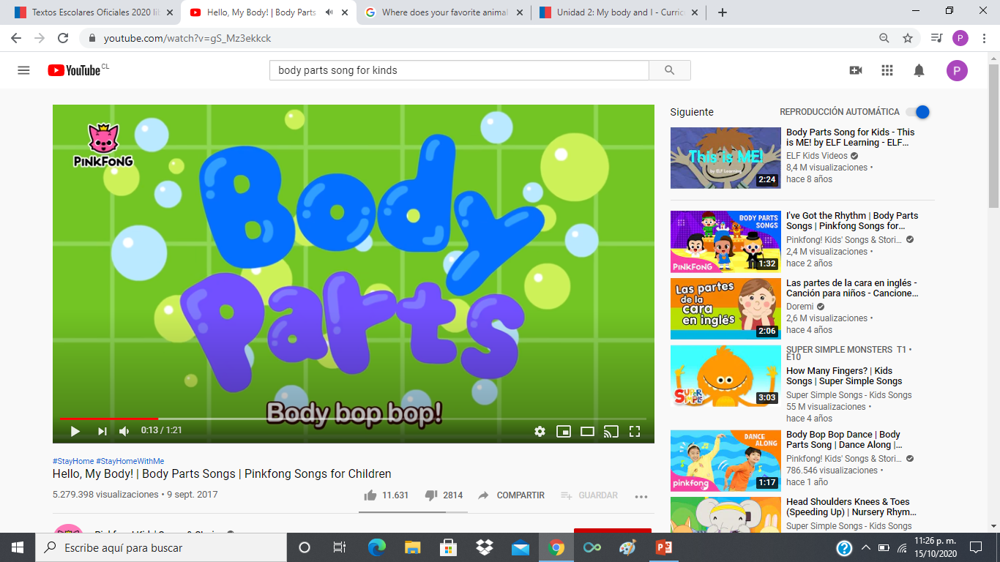 Textos Escolares Oficiales 2020 lib
Hello, My Body! | Body Parts
Where does your favorite animal
Unidad 2: My body and I - Curric
youtube.com/watch?v=gS_Mz3ekkck
P
YouTube CL
body parts song for kinds
P
PINKFONG
Body
Parts
Body bop bop!
0:13 / 1:21
#StayHome #StayHomeWithMe
Hello, My Body! | Body Parts Songs | Pinkfong Songs for Children
5.279.398 visualizaciones • 9 sept. 2017
11.631
2814
COMPARTIR
GUARDAR
Siguiente
REPRODUCCIÓN AUTOMÁTICA
This is ME!
by ELF Learning
2:24
Body Parts Song for Kids - This
is ME! by ELF Learning - ELF...
ELF Kids Videos
8,4 M visualizaciones •
hace 8 años
BODY PARTS
SONGS
PINKFONG
1:32
I've Got the Rhythm | Body Parts
Songs | Pinkfong Songs for...
Pinkfong! Kids' Songs & Stori...
2,4 M visualizaciones •
hace 2 años
Las partes
de la
cara
en inglés
2:06
Las partes de la cara en inglés -
Canción para niños - Cancione...
Doremi
2,6 M visualizaciones •
hace 4 años
SUPER
SIMPLE
3:03
SUPER SIMPLE MONSTERS T1 •
E10
How Many Fingers? | Kids
Songs | Super Simple Songs
Super Simple Songs - Kids Songs
55 M visualizaciones •
hace 4 años
DANCE
ALONG
pinkfong
1:17
Body Bop Bop Dance | Body
Parts Song | Dance Along |...
Pinkfong! Kids' Songs & Stori...
786.546 visualizaciones •
hace 1 año
Head Shoulders Knees & Toes
(Speeding Up) | Nursery Rhym...
Super Simple Songs - Kids Songs
Escribe aquí para buscar
11:26 p. m.
15/10/2020